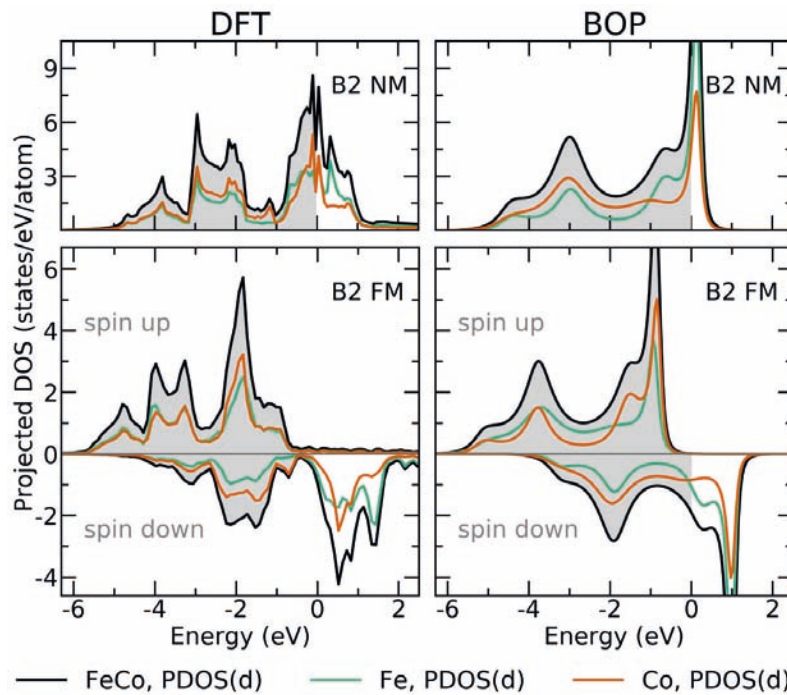 DFT
BOP
Projected DOS (states/eV/atom)
9
6
3
B2 NM
B2 NM
6
4
2
0
-2
-4
B2 FM
spin up
spin down
B2 FM
spin up
spin down
-6 -4 -2 0 2
-6 -4 -2 0 2
Energy (eV)
Energy (eV)
FeCo, PDOS(d)
Fe, PDOS(d)
Co, PDOS(d)